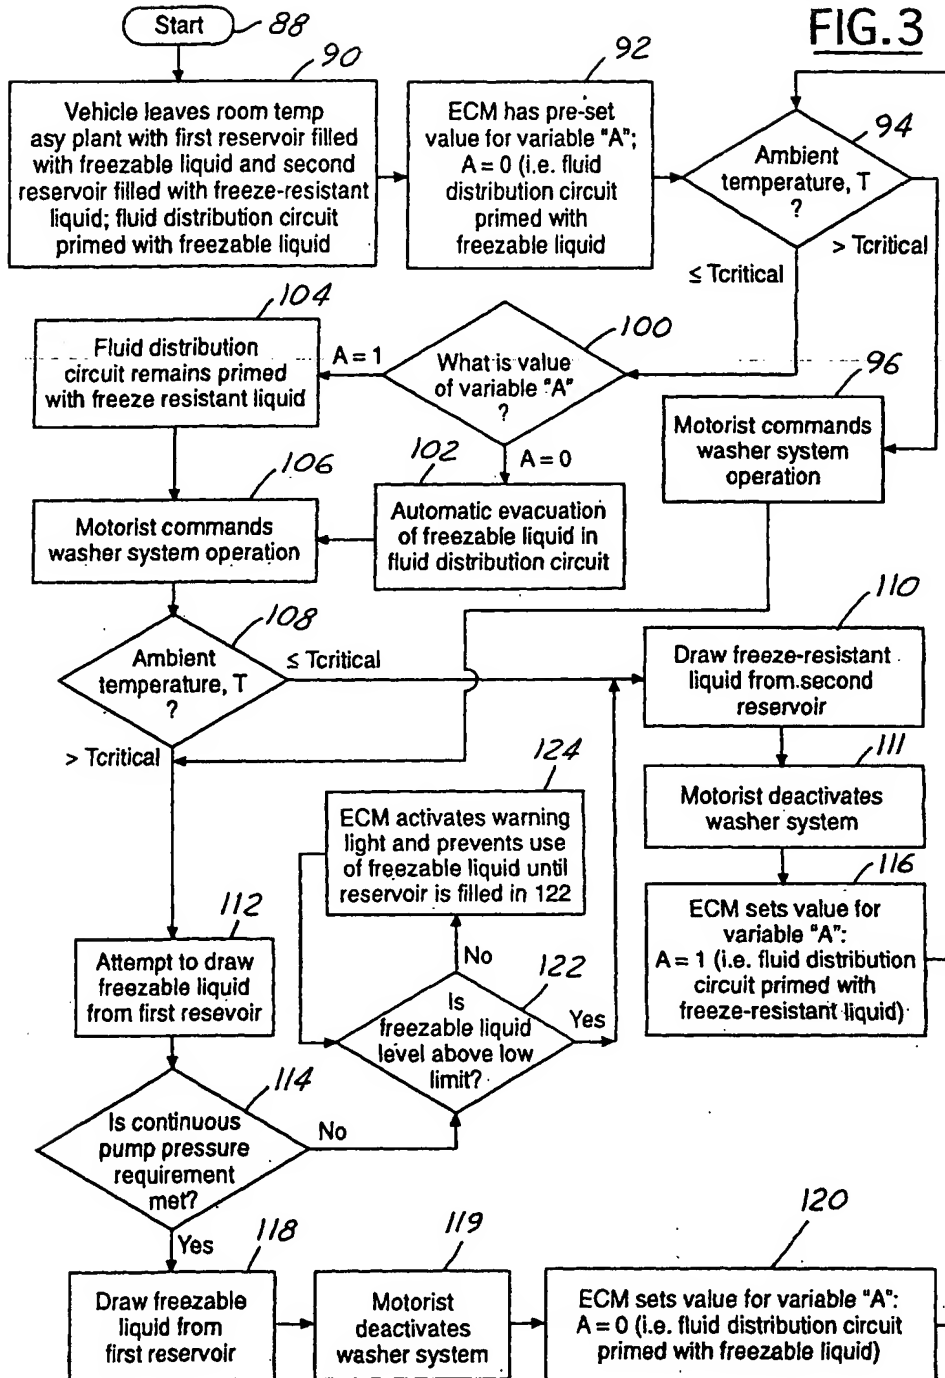 FIG.3
Start
88
90
Vehicle leaves room temp
asy plant with first reservoir filled
with freezable liquid and second
reservoir filled with freeze-resistant
liquid; fluid distribution circuit
primed with freezable liquid
92
ECM has pre-set
value for variable "A";
A = 0 (i.e. fluid
distribution circuit
primed with
freezable liquid
94
Ambient
temperature, T
?
> Tcritical
≤ Tcritical
96
Motorist commands
washer system
operation
100
What is value
of variable "A"
?
A = 1
A = 0
104
Fluid distribution
circuit remains primed
with freeze resistant liquid
102
Automatic evacuation
of freezable liquid in
fluid distribution circuit
106
Motorist commands
washer system operation
108
Ambient
temperature, T
?
≤ Tcritical
> Tcritical
110
Draw freeze-resistant
liquid from second
reservoir
111
Motorist deactivates
washer system
116
ECM sets value for
variable "A":
A = 1 (i.e. fluid distribution
circuit primed with
freeze-resistant liquid)
124
ECM activates warning
light and prevents use
of freezable liquid until
reservoir is filled in 122
No
122
Is
freezable liquid
level above low
limit?
Yes
112
Attempt to draw
freezable liquid
from first resevoir
114
Is continuous
pump pressure
requirement
met?
No
Yes
118
Draw freezable
liquid from
first reservoir
119
Motorist
deactivates
washer system
120
ECM sets value for variable "A":
A = 0 (i.e. fluid distribution circuit
primed with freezable liquid)